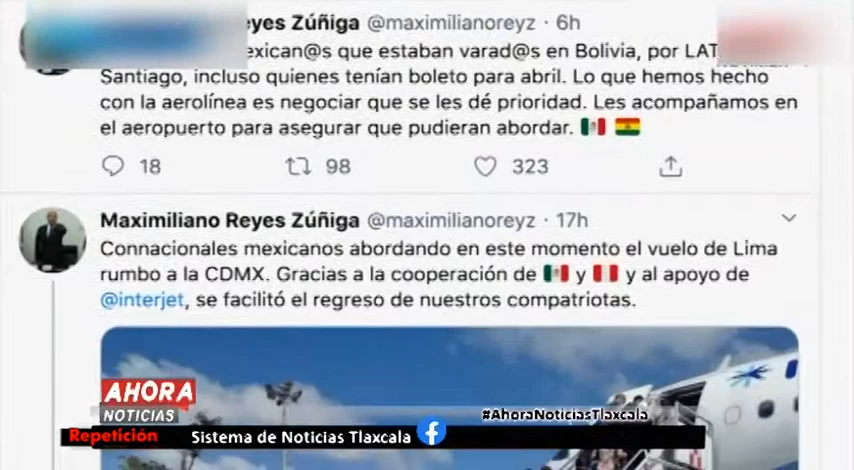 eyes Zúñiga @maximilianoreyz · 6h
exican@s que estaban varad@s en Bolivia, por LAT
Santiago, incluso quienes tenían boleto para abril. Lo que hemos hecho
con la aerolínea es negociar que se les dé prioridad. Les acompañamos en
el aeropuerto para asegurar que pudieran abordar. 🇲🇽 🇧🇴
18 98 323
Maximiliano Reyes Zúñiga @maximilianoreyz · 17h
Connacionales mexicanos abordando en este momento el vuelo de Lima
rumbo a la CDMX. Gracias a la cooperación de 🇲🇽 y 🇵🇪 y al apoyo de
@interjet, se facilitó el regreso de nuestros compatriotas.
AHORA
NOTICIAS
#AhoraNoticiasTlaxcala
Repetición Sistema de Noticias Tlaxcala